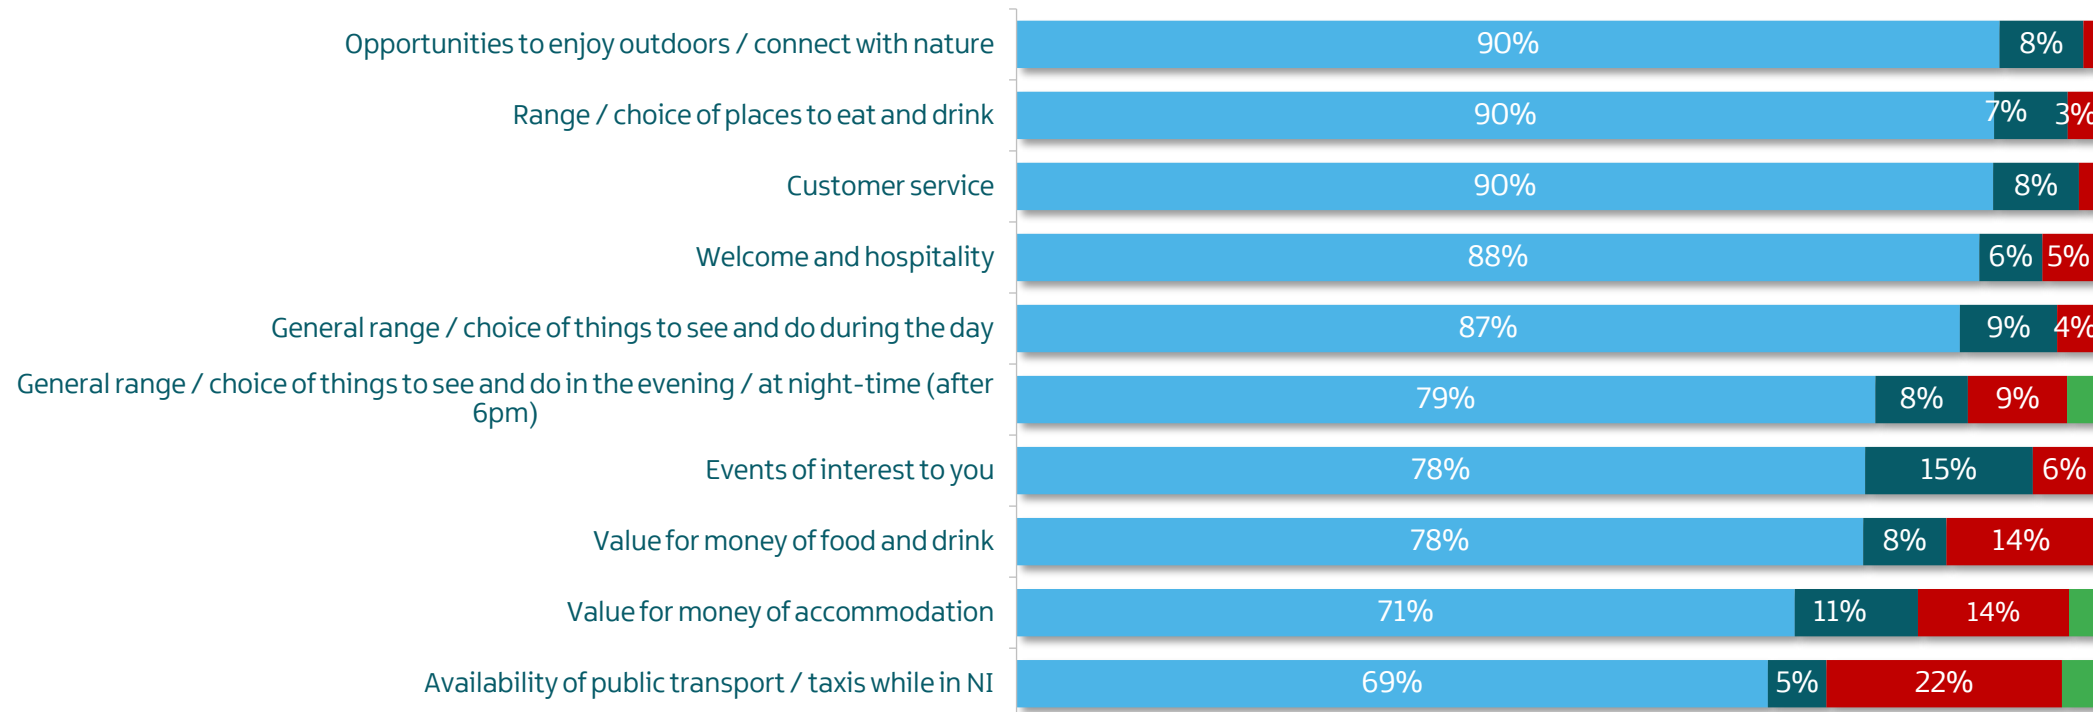 Opportunities to enjoy outdoors / connect with nature 90% 8%
Range / choice of places to eat and drink 90% 7% 3%
Customer service 90% 8%
Welcome and hospitality 88% 6% 5%
General range / choice of things to see and do during the day 87% 9% 4%
General range / choice of things to see and do in the evening / at night-time (after
6pm) 79% 8% 9%
Events of interest to you 78% 15% 6%
Value for money of food and drink 78% 8% 14%
Value for money of accommodation 71% 11% 14%
Availability of public transport / taxis while in NI 69% 5% 22%